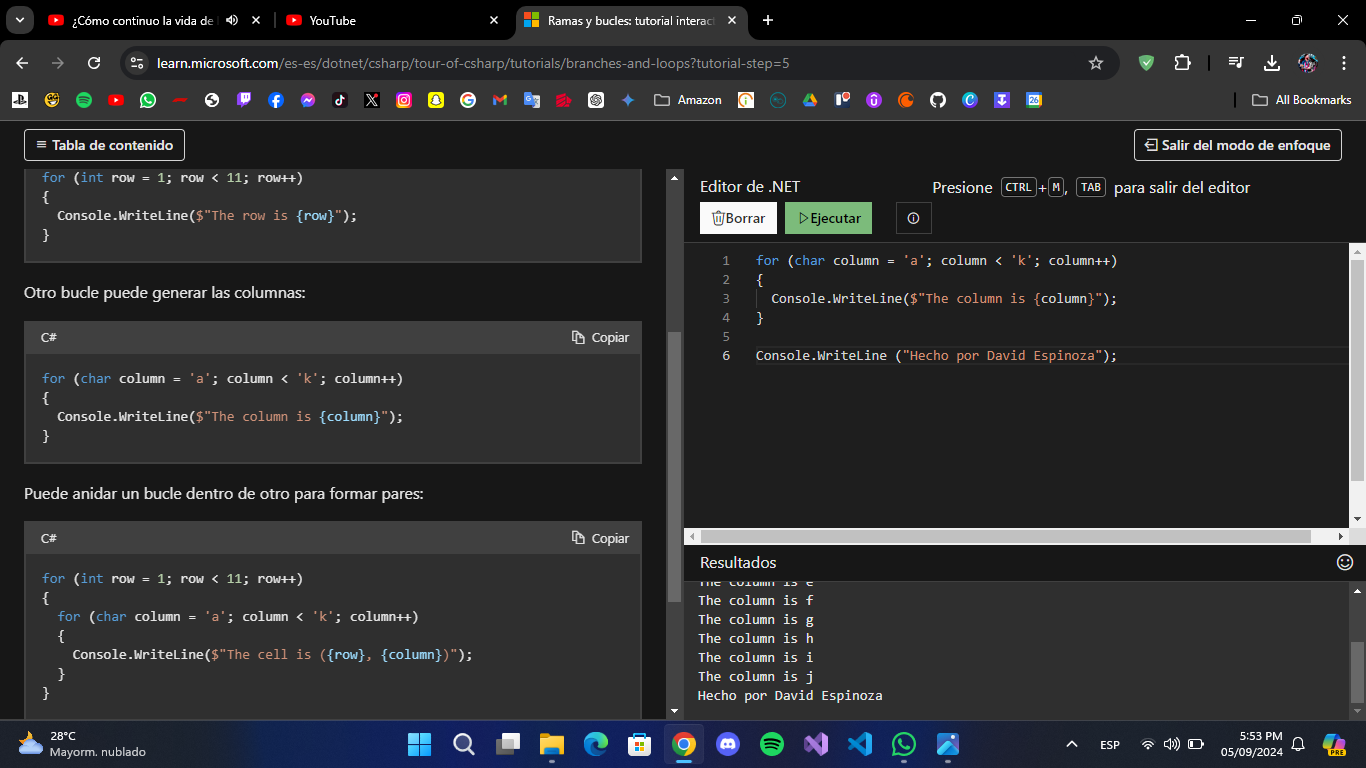 ¿Cómo continuo la vida de
YouTube
Ramas y bucles: tutorial interact
learn.microsoft.com/es-es/dotnet/csharp/tour-of-csharp/tutorials/branches-and-loops?tutorial-step=5
Amazon
All Bookmarks
Tabla de contenido
Salir del modo de enfoque
for (int row = 1; row < 11; row++)
{
Console.WriteLine($"The row is {row}");
}
Otro bucle puede generar las columnas:
C#
Copiar
for (char column = 'a'; column < 'k'; column++)
{
Console.WriteLine($"The column is {column}");
}
Puede anidar un bucle dentro de otro para formar pares:
C#
Copiar
for (int row = 1; row < 11; row++)
{
for (char column = 'a'; column < 'k'; column++)
{
Console.WriteLine($"The cell is ({row}, {column})");
}
}
Editor de .NET
Presione CTRL+M, TAB para salir del editor
Borrar
Ejecutar
1 for (char column = 'a'; column < 'k'; column++)
2 {
3 Console.WriteLine($"The column is {column}");
4 }
5
6 Console.WriteLine ("Hecho por David Espinoza");
Resultados
The column is e
The column is f
The column is g
The column is h
The column is i
The column is j
Hecho por David Espinoza
28°C
Mayorm. nublado
ESP
5:53 PM
05/09/2024
PRE